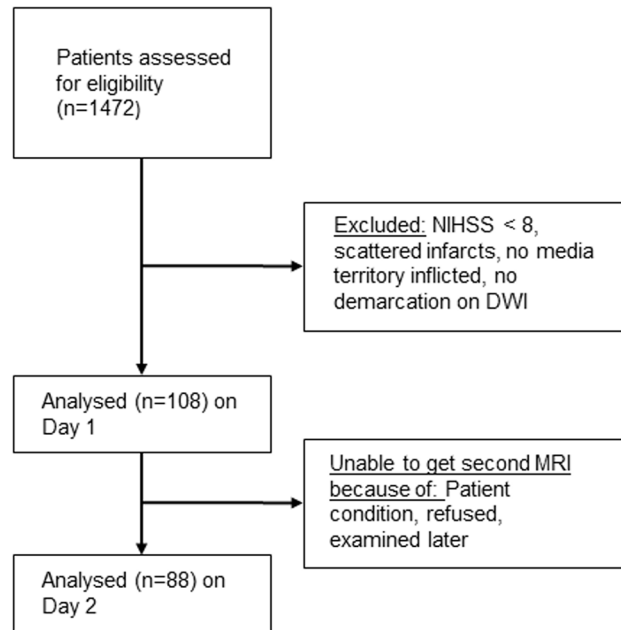 Patients assessed
for eligibility
(n=1472)
Excluded: NIHSS < 8,
scattered infarcts, no media
territory inflicted, no
demarcation on DWI
Analysed (n=108) on
Day 1
Unable to get second MRI
because of: Patient
condition, refused,
examined later
Analysed (n=88) on
Day 2